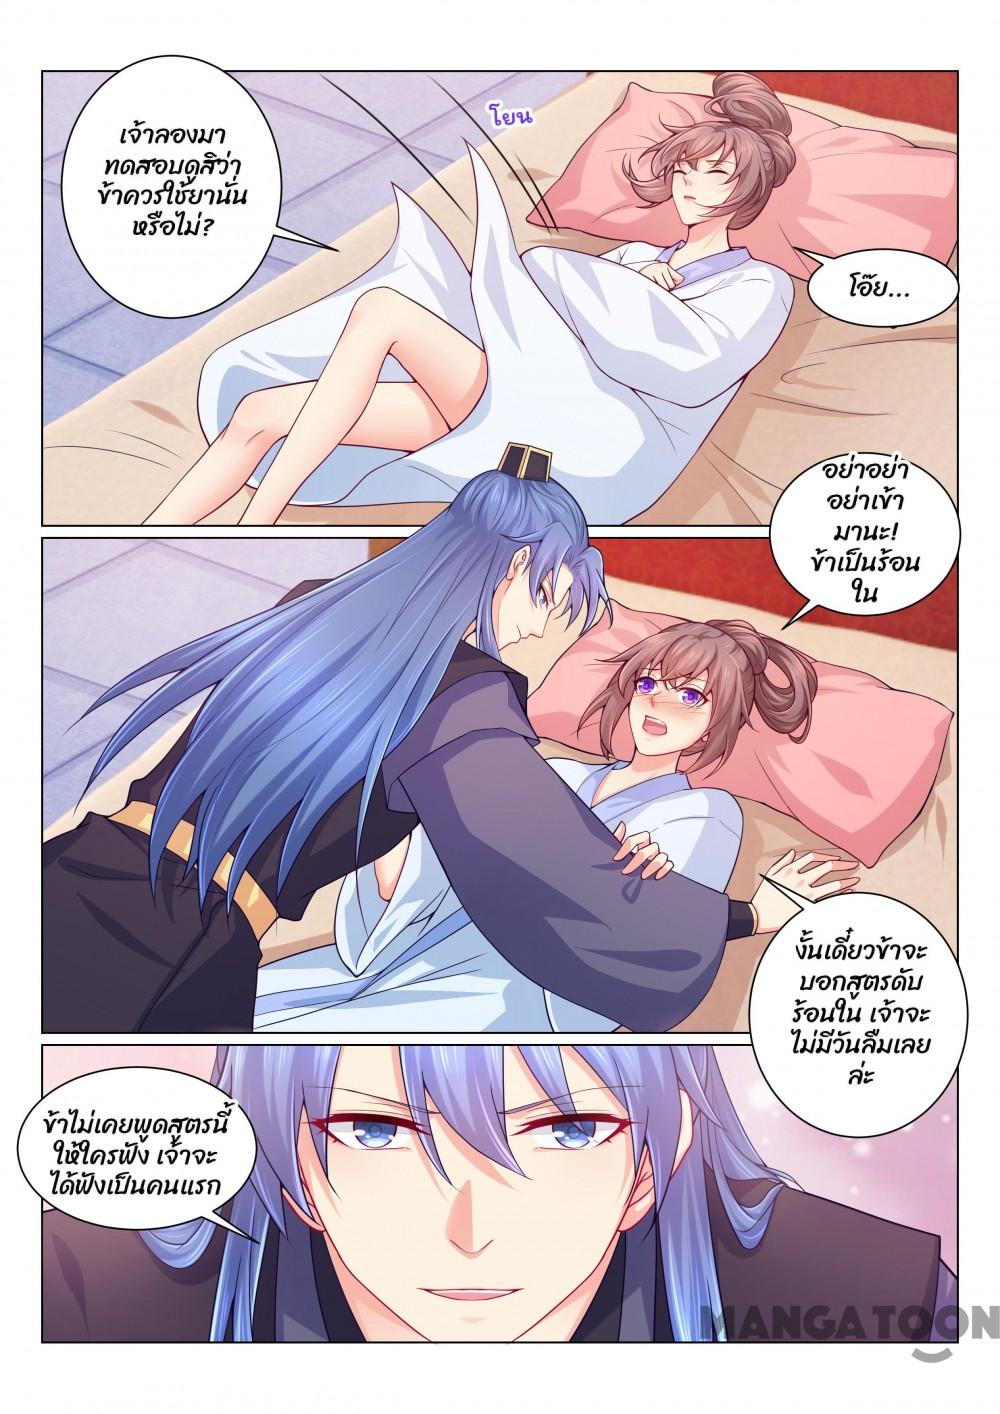 เจ้าลองมา
ทดสอบดูสิว่า
ข้าควรใช้ยานั่น
หรือไม่?
โยน
โอ๊ย...
อย่าอย่า
อย่าเข้า
มานะ!
ข้าเป็นร้อน
ใน
งั้นเดี๋ยวข้าจะ
บอกสูตรดับ
ร้อนใน เจ้าจะ
ไม่มีวันลืมเลย
ล่ะ
ข้าไม่เคยพูดสูตรนี้
ให้ใครฟัง เจ้าจะ
ได้ฟังเป็นคนแรก
MANGATOON